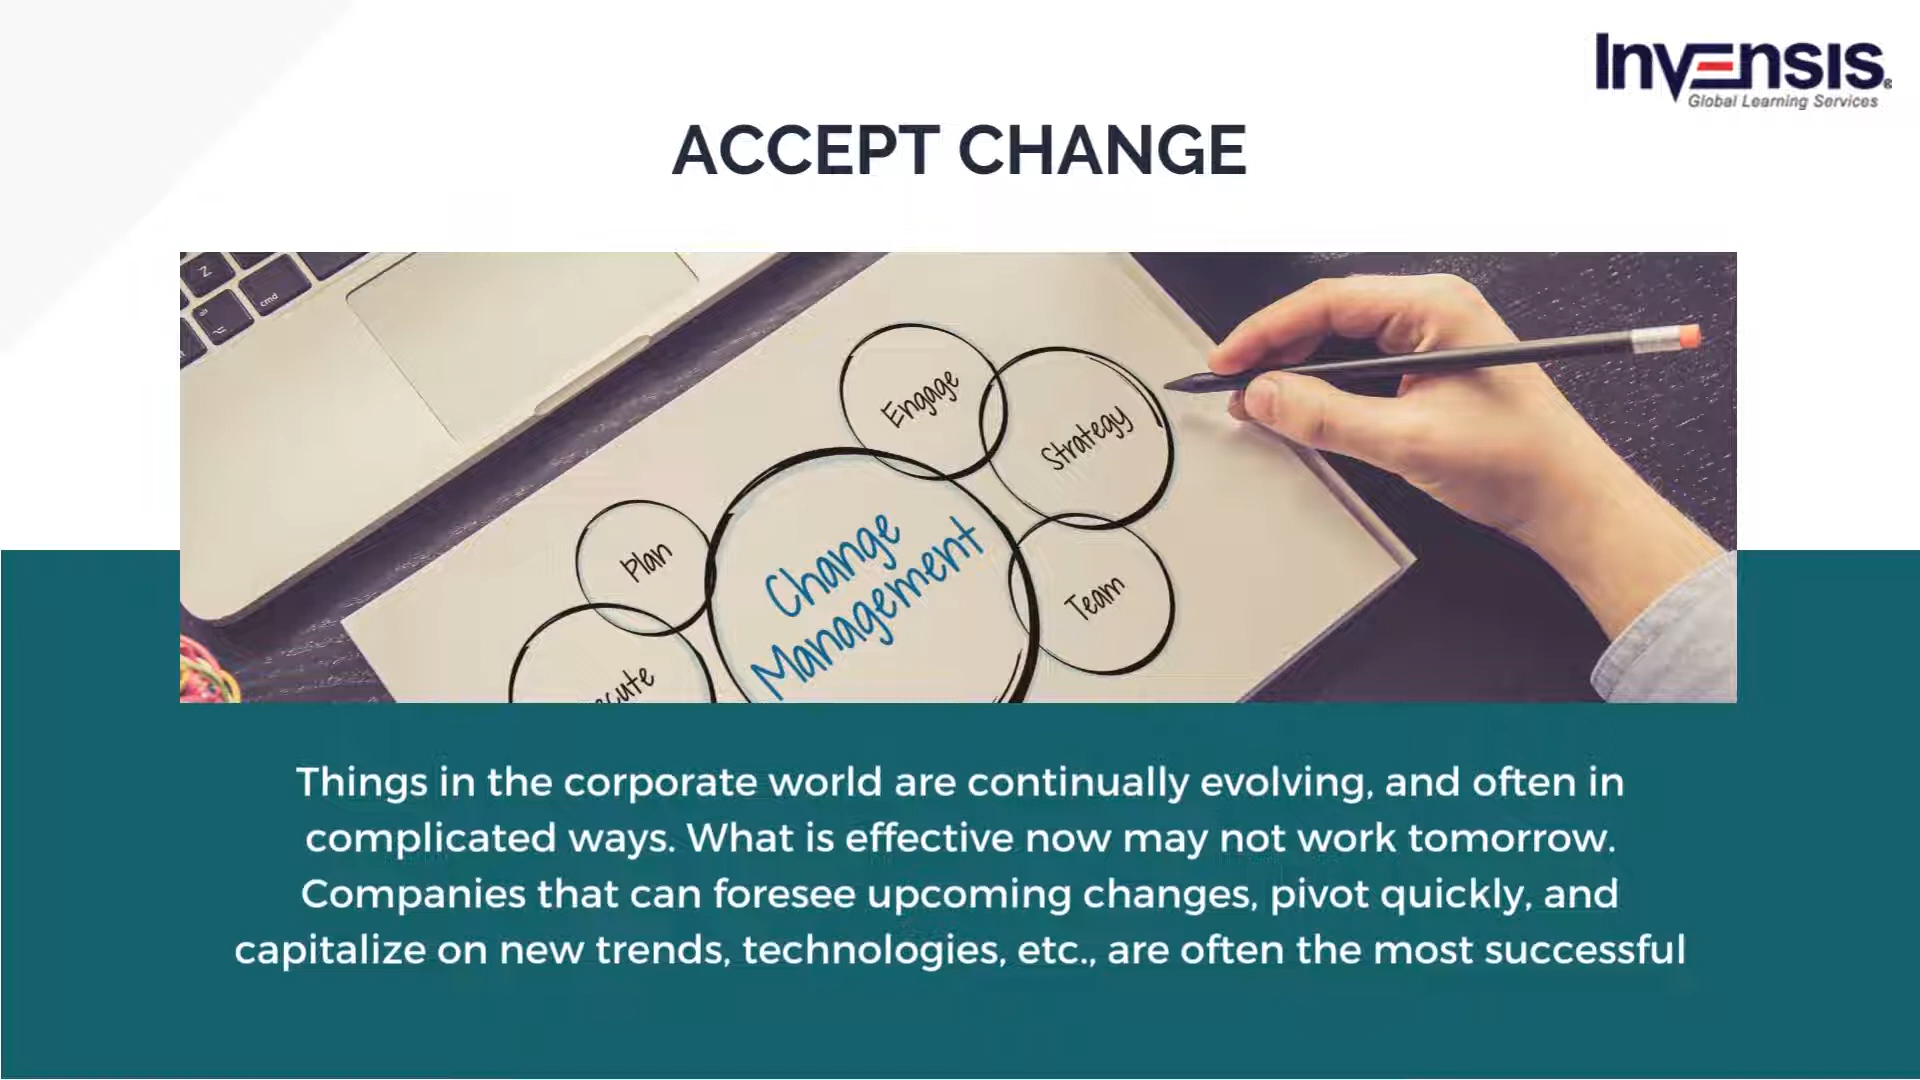 Invensis
Global Learning Services
ACCEPT CHANGE
Z
cmd
Engage
Strategy
Plan
Change
Management
Team
Things in the corporate world are continually evolving, and often in
complicated ways. What is effective now may not work tomorrow.
Companies that can foresee upcoming changes, pivot quickly, and
capitalize on new trends, technologies, etc., are often the most successful